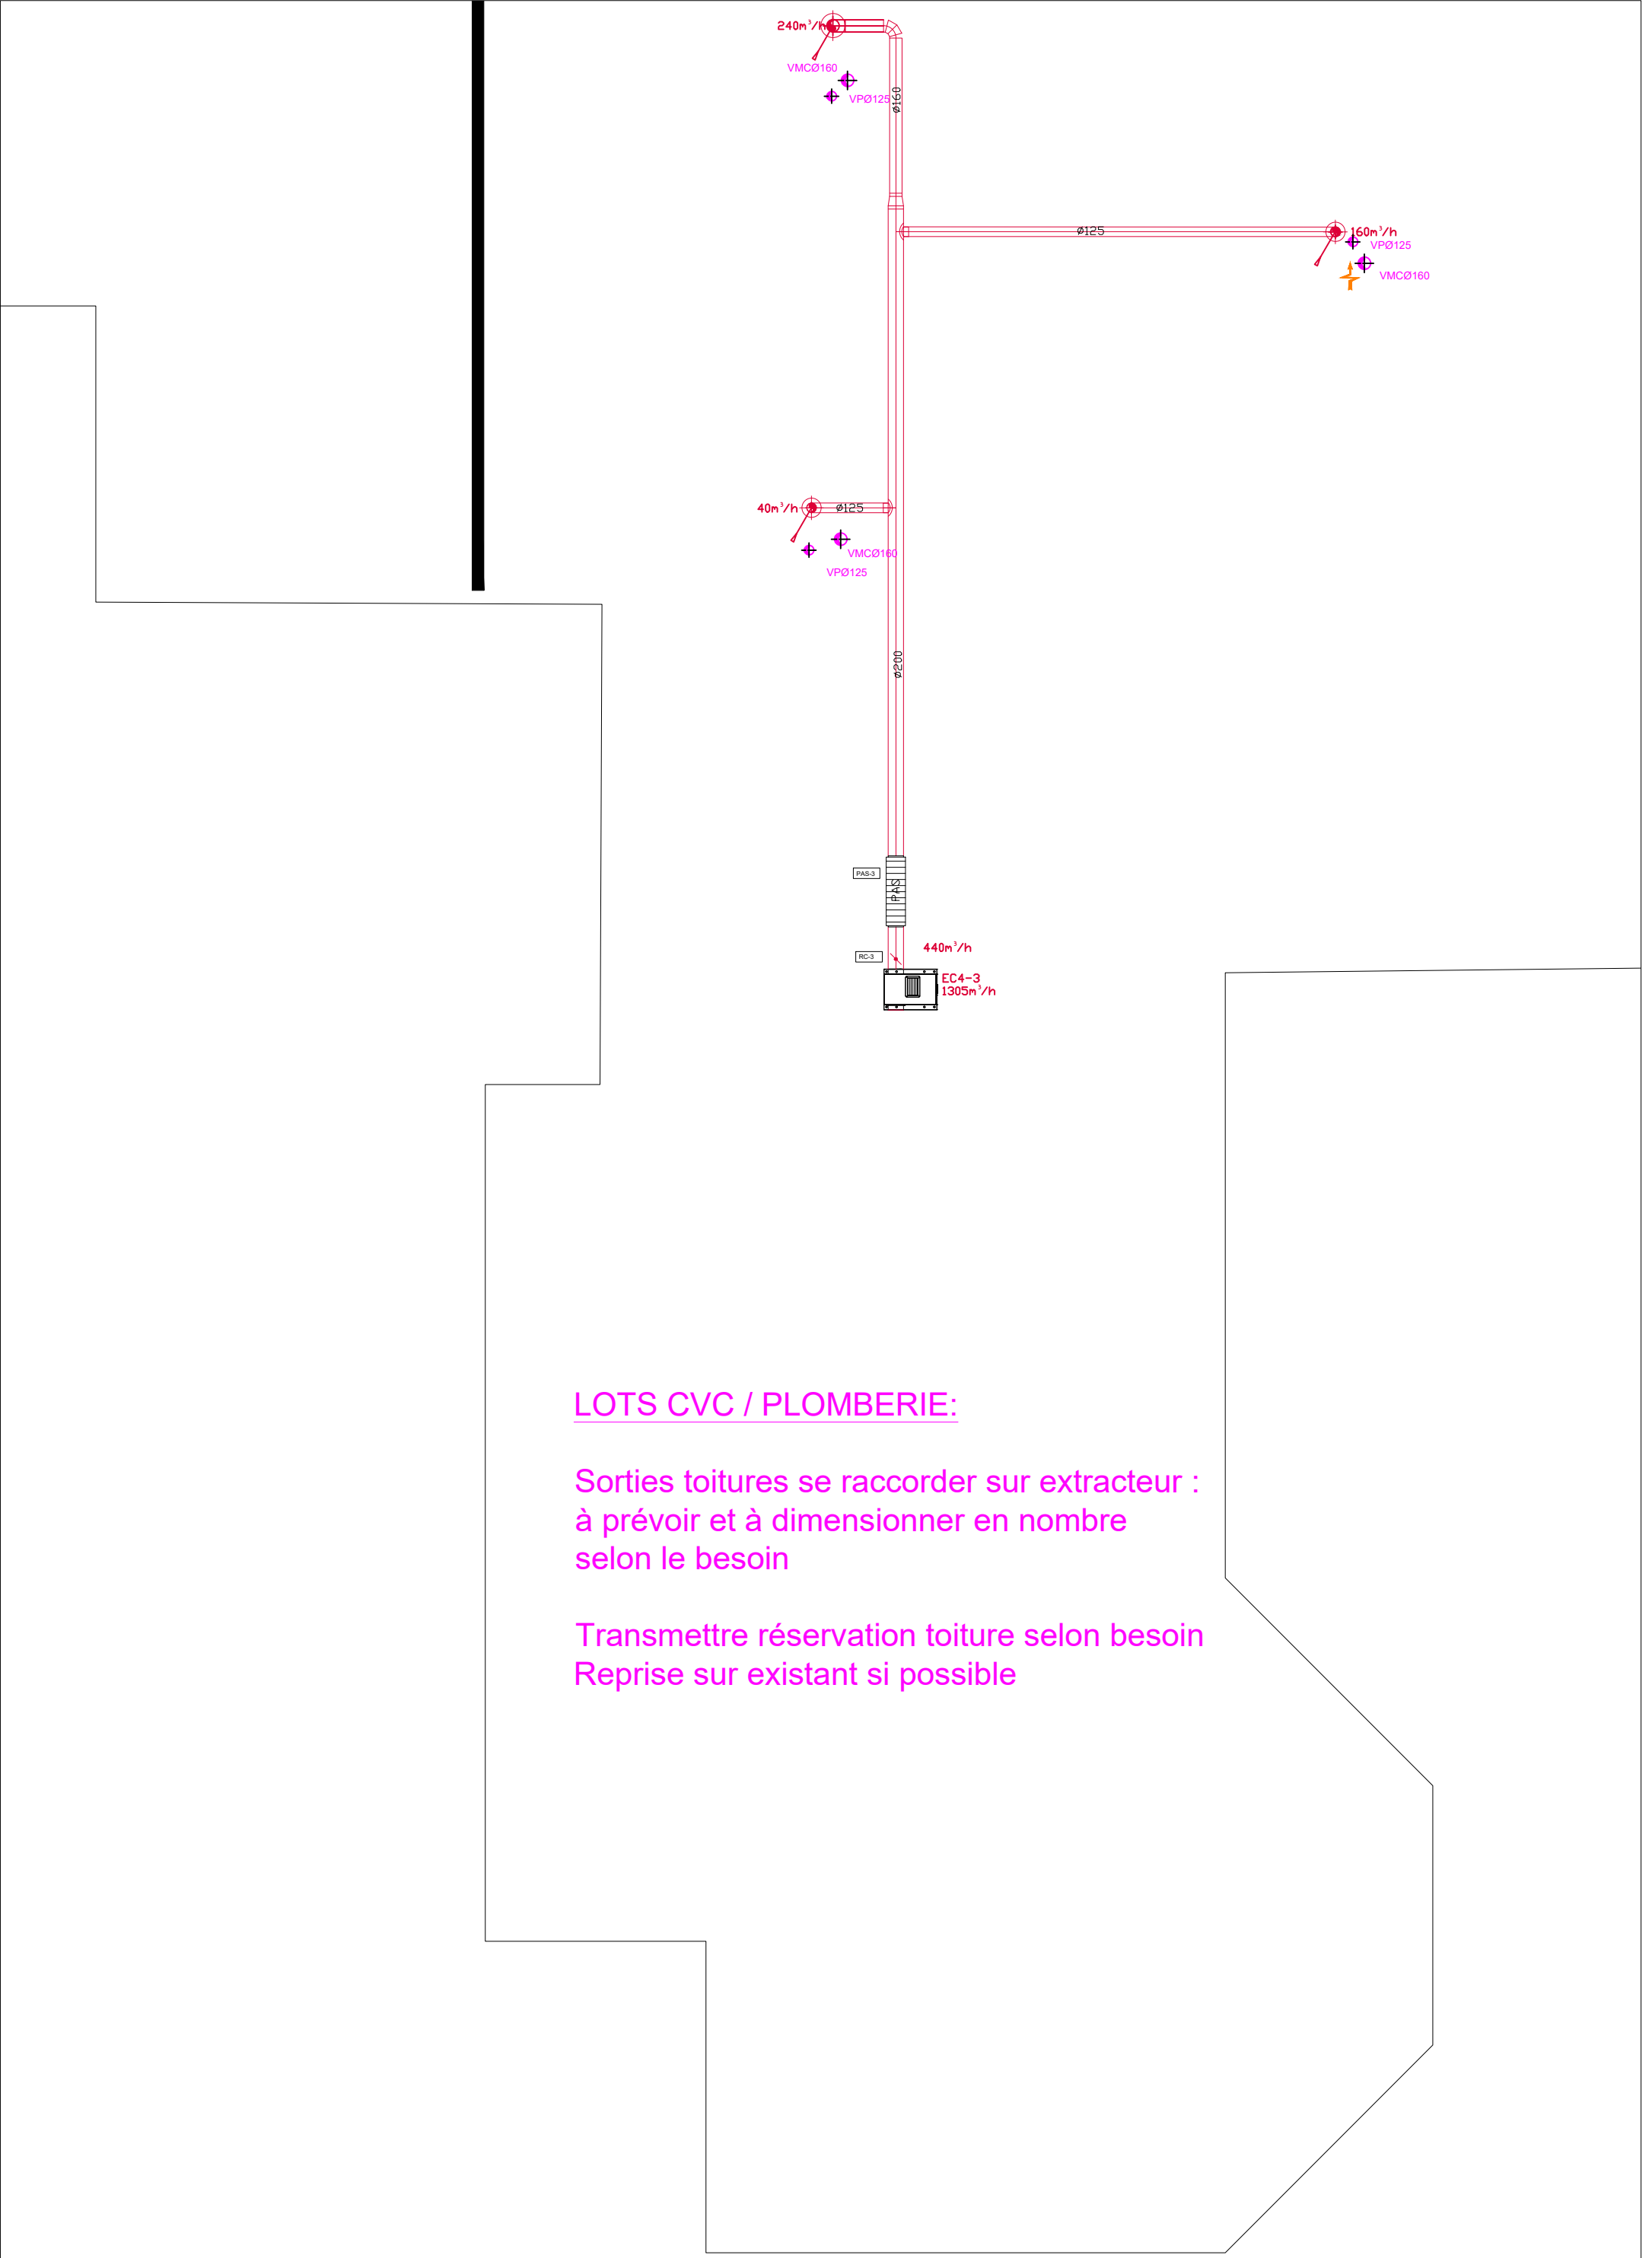 240m³/h
VMCØ160
VPØ125
Ø160
Ø125
160m³/h
VPØ125
VMCØ160
40m³/h
Ø125
VMCØ160
VPØ125
Ø200
PAS-3
PAS
440m³/h
RC-3
EC4-3
1305m³/h
LOTS CVC / PLOMBERIE:
Sorties toitures se raccorder sur extracteur :
à prévoir et à dimensionner en nombre
selon le besoin
Transmettre réservation toiture selon besoin
Reprise sur existant si possible